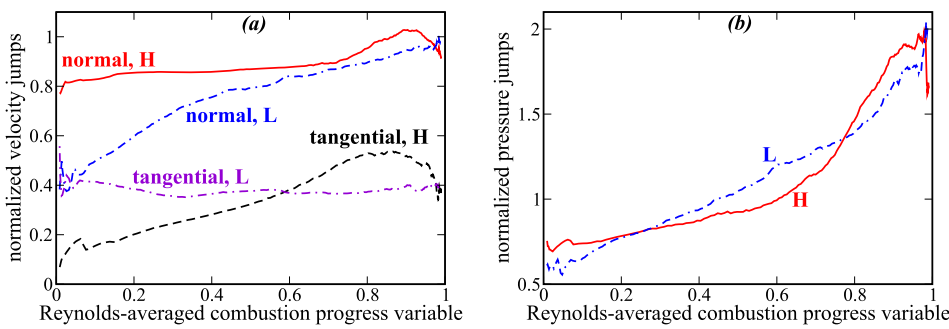 (a)
normalized velocity jumps
1
0.8
0.6
0.4
0.2
0
normal, H
normal, L
tangential, H
tangential, L
0 0.2 0.4 0.6 0.8 1
Reynolds-averaged combustion progress variable
(b)
normalized pressure jumps
2
1.5
1
0.5
L
H
0 0.2 0.4 0.6 0.8 1
Reynolds-averaged combustion progress variable